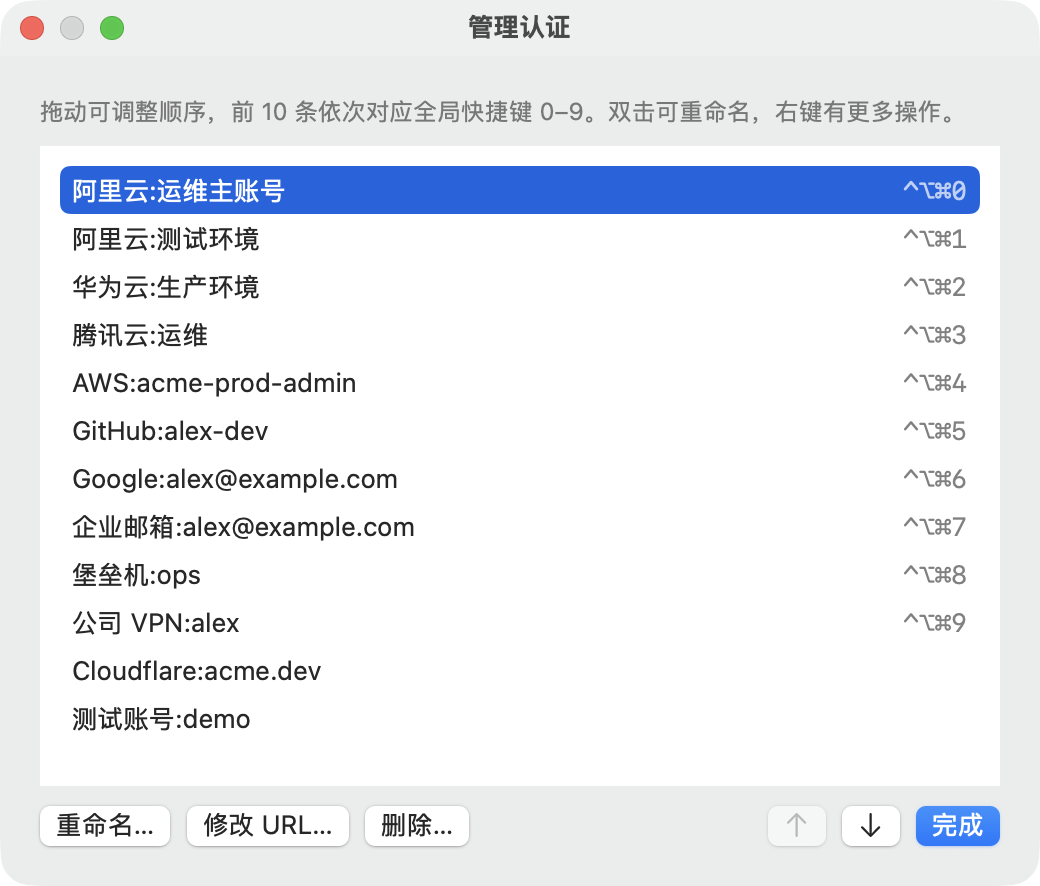 管理认证
拖动可调整顺序，前 10 条依次对应全局快捷键 0–9。双击可重命名，右键有更多操作。
阿里云:运维主账号 ^⌥⌘0
阿里云:测试环境 ^⌥⌘1
华为云:生产环境 ^⌥⌘2
腾讯云:运维 ^⌥⌘3
AWS:acme-prod-admin ^⌥⌘4
GitHub:alex-dev ^⌥⌘5
Google:alex@example.com ^⌥⌘6
企业邮箱:alex@example.com ^⌥⌘7
堡垒机:ops ^⌥⌘8
公司 VPN:alex ^⌥⌘9
Cloudflare:acme.dev
测试账号:demo
重命名... 修改 URL... 删除... ↑ ↓ 完成